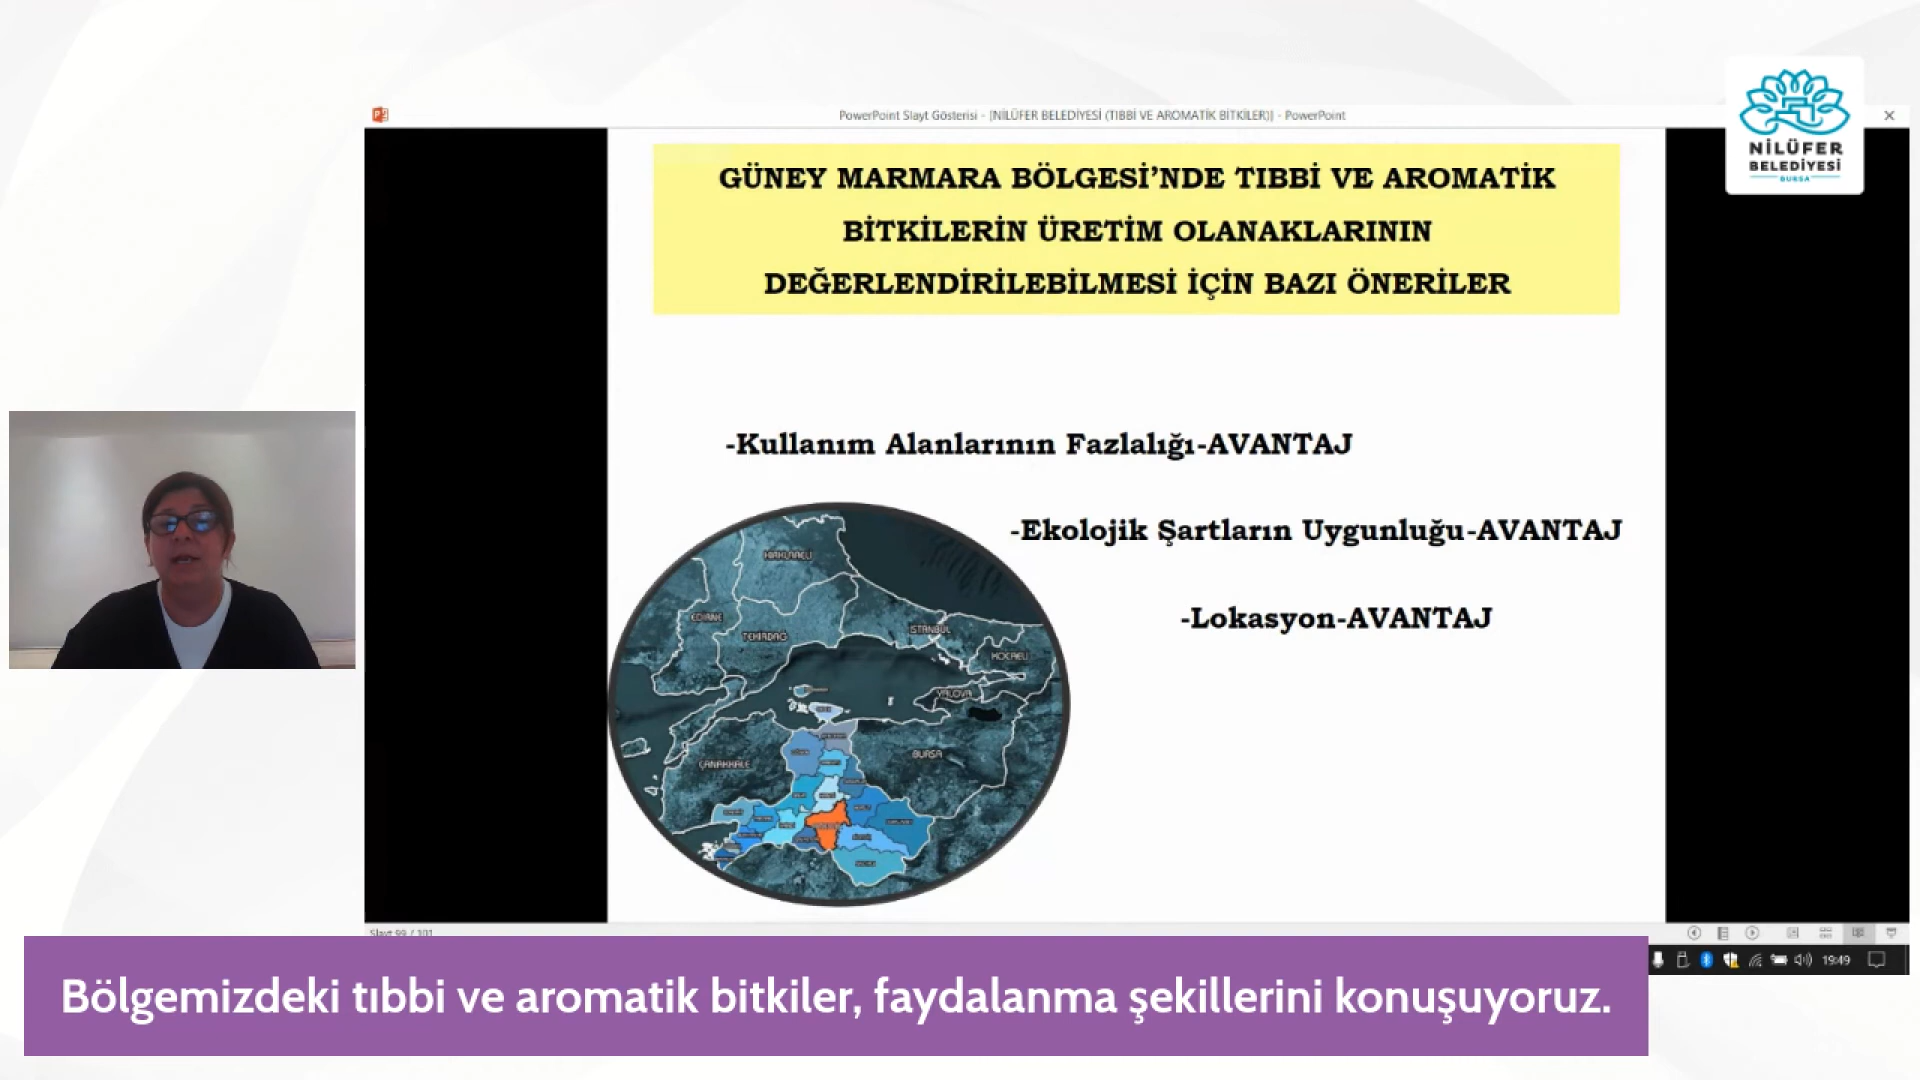 PowerPoint Slayt Gösterisi - [NİLÜFER BELEDİYESİ (TIBBİ VE AROMATİK BİTKİLER)] - PowerPoint
NİLÜFER
BELEDİYESİ
BURSA
GÜNEY MARMARA BÖLGESİ’NDE TIBBİ VE AROMATİK
BİTKİLERİN ÜRETİM OLANAKLARININ
DEĞERLENDİRİLEBİLMESİ İÇİN BAZI ÖNERİLER
-Kullanım Alanlarının Fazlalığı-AVANTAJ
-Ekolojik Şartların Uygunluğu-AVANTAJ
-Lokasyon-AVANTAJ
KIRKLARELİ
EDİRNE
TEKİRDAĞ
İSTANBUL
KOCAELİ
YALOVA
BURSA
ÇANAKKALE
Slayt 99 / 101
19:49
Bölgemizdeki tıbbi ve aromatik bitkiler, faydalanma şekillerini konuşuyoruz.